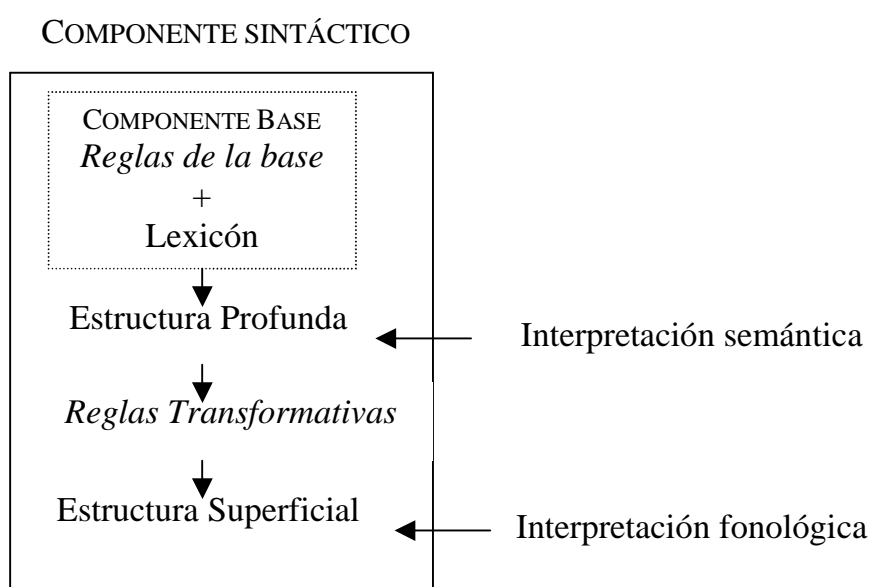 COMPONENTE SINTÁCTICO
COMPONENTE BASE
Reglas de la base
+
Lexicón
Estructura Profunda
Interpretación semántica
Reglas Transformativas
Estructura Superficial
Interpretación fonológica